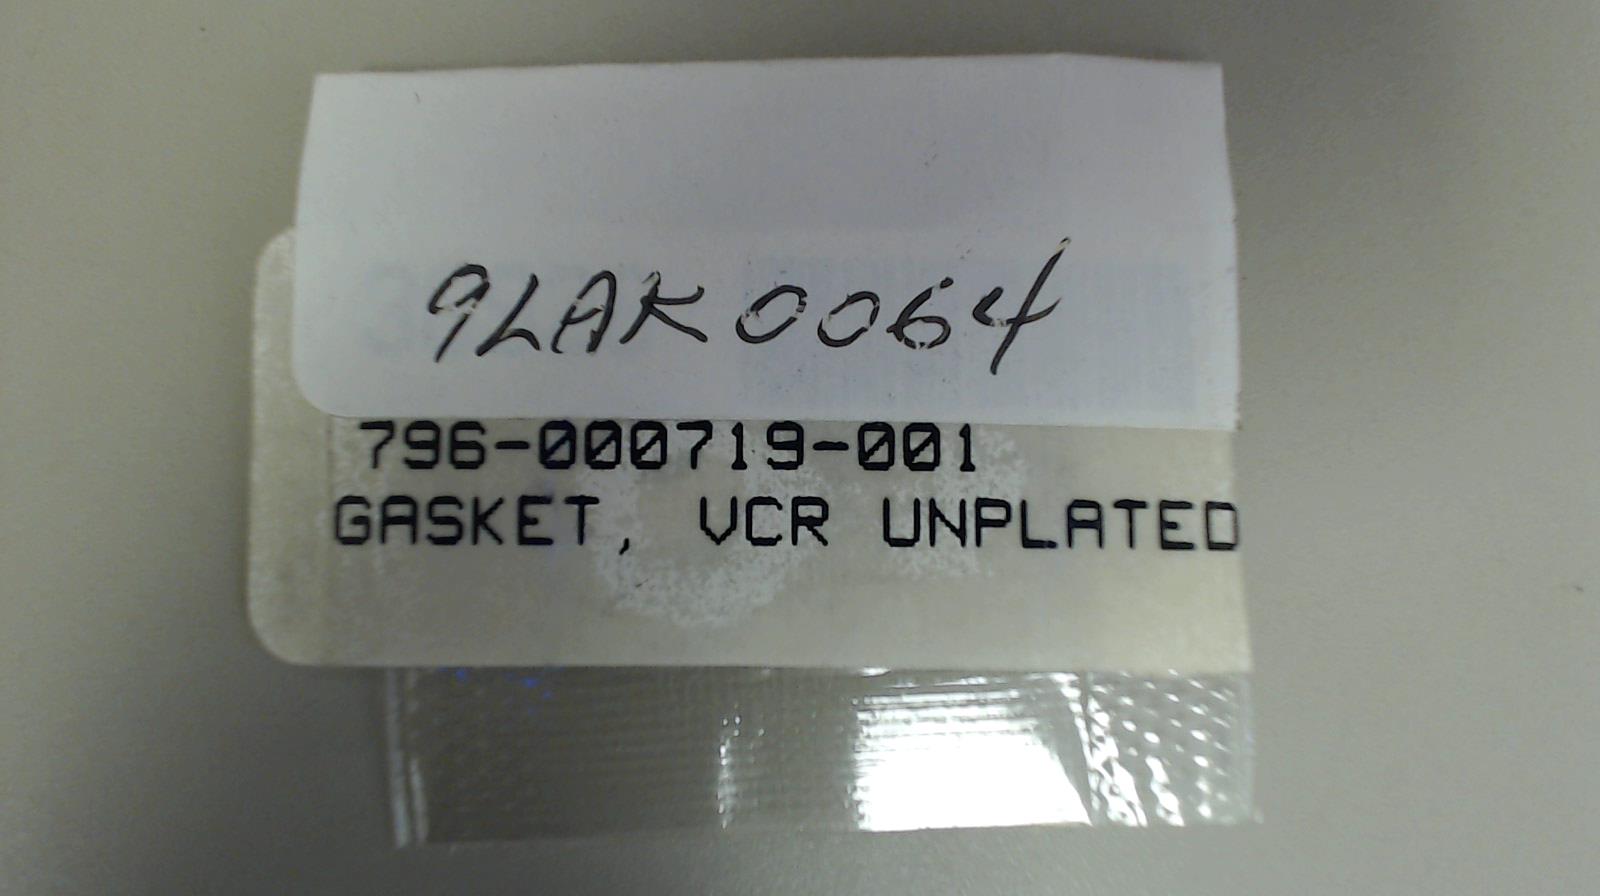 9LAK0064
796-000719-001
GASKET, VCR UNPLATED